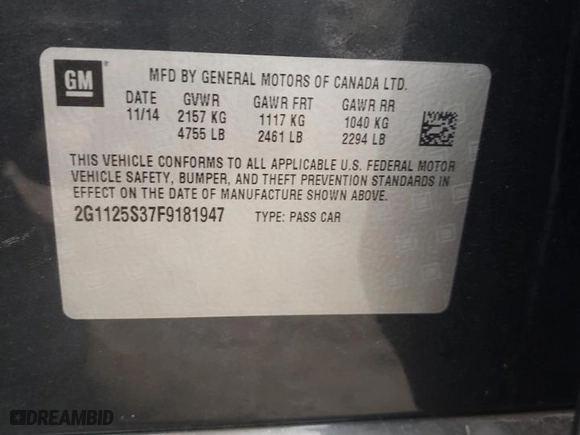 GM
MFD BY GENERAL MOTORS OF CANADA LTD.
DATE GVWR GAWR FRT GAWR RR
11/14 2157 KG 1117 KG 1040 KG
4755 LB 2461 LB 2294 LB
THIS VEHICLE CONFORMS TO ALL APPLICABLE U.S. FEDERAL MOTOR
VEHICLE SAFETY, BUMPER, AND THEFT PREVENTION STANDARDS IN
EFFECT ON THE DATE OF MANUFACTURE SHOWN ABOVE.
2G1125S37F9181947 TYPE: PASS CAR
DREAMBID